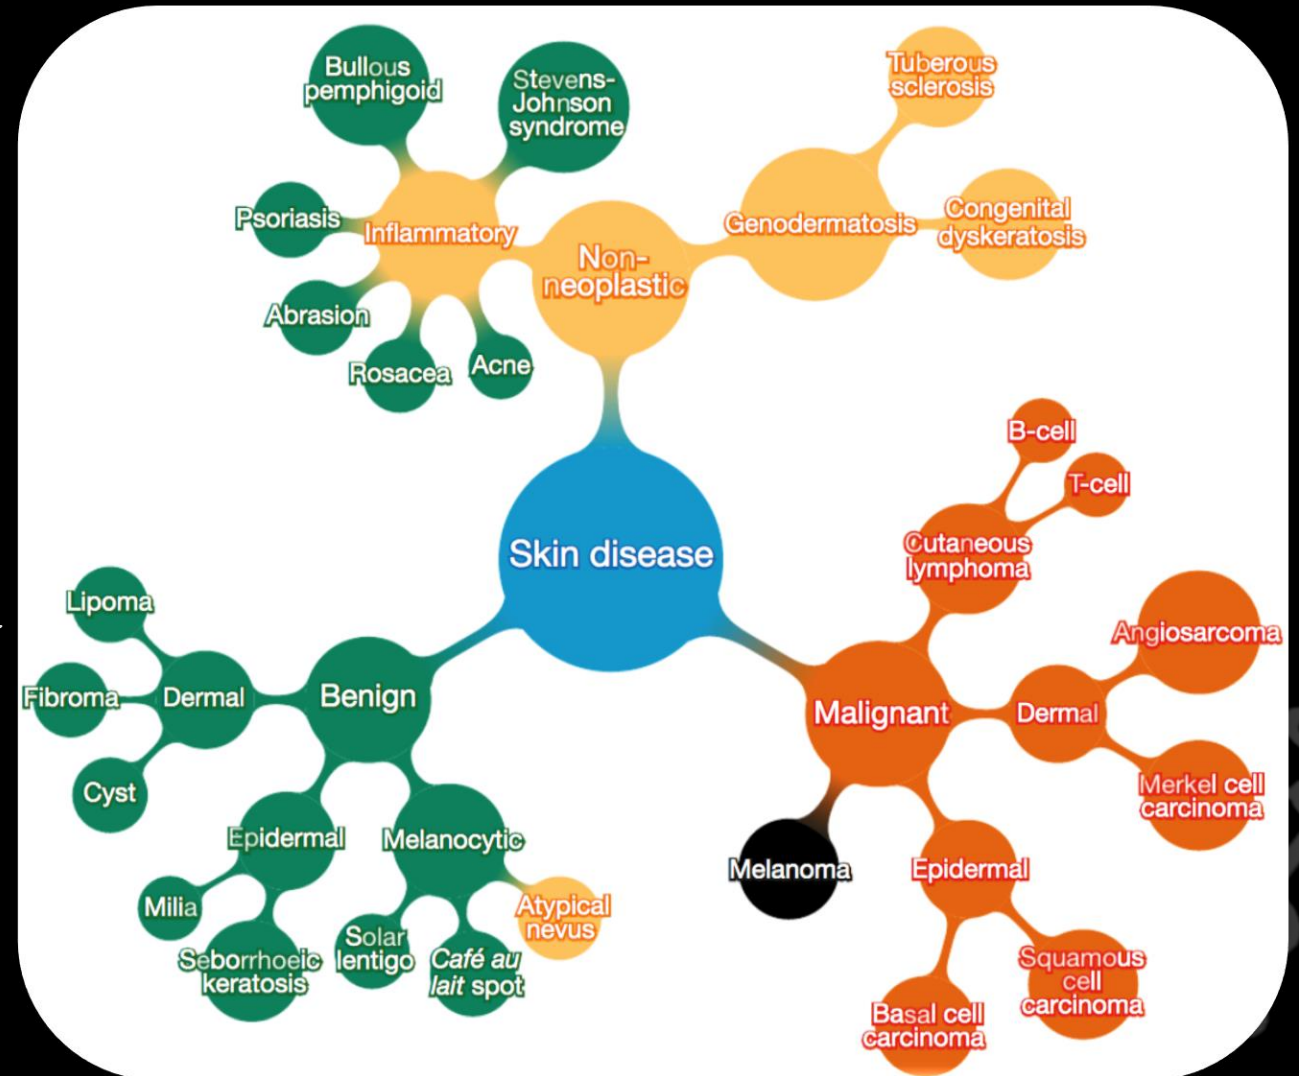 Bullous
pemphigoid
Stevens-
Johnson
syndrome
Psoriasis
Inflammatory
Abrasion
Rosacea
Acne
Non-
neoplastic
Genodermatosis
Tuberous
sclerosis
Congenital
dyskeratosis
Skin disease
Lipoma
Fibroma
Dermal
Cyst
Benign
Epidermal
Milia
Seborrhoeic
keratosis
Melanocytic
Solar
lentigo
Café au
lait spot
Atypical
nevus
Malignant
Cutaneous
lymphoma
B-cell
T-cell
Dermal
Angiosarcoma
Merkel cell
carcinoma
Melanoma
Epidermal
Basal cell
carcinoma
Squamous
cell
carcinoma